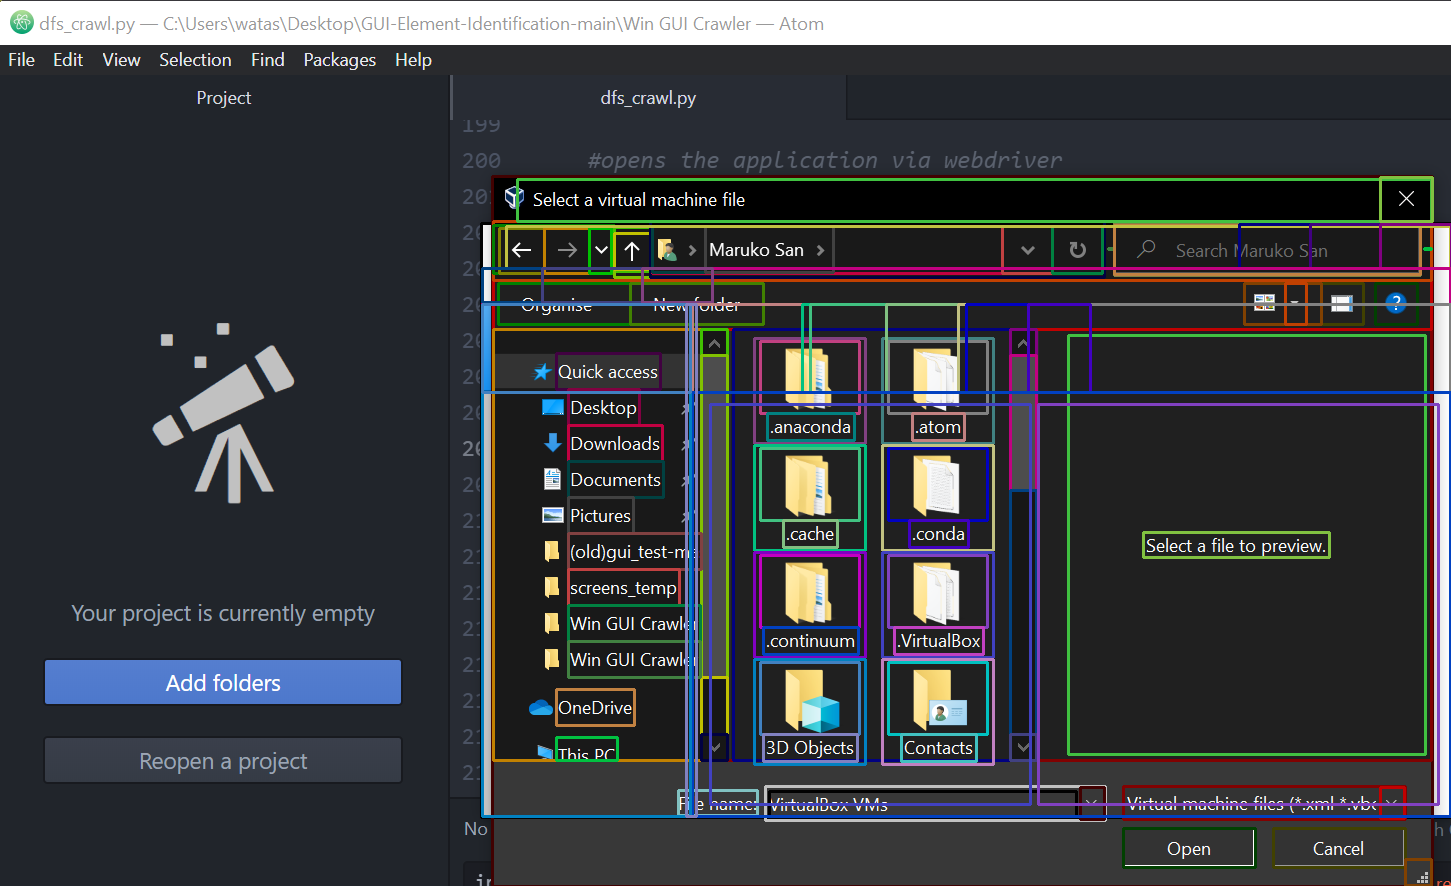 dfs_crawl.py — C:\Users\watas\Desktop\GUI-Element-Identification-main\Win GUI Crawler — Atom
File Edit View Selection Find Packages Help
Project
dfs_crawl.py
199
200 #opens the application via webdriver
Select a virtual machine file
Maruko San
Search Maruko San
Organise
New folder
Quick access
Desktop
Downloads
Documents
Pictures
(old)gui_test-ma
screens_temp
Win GUI Crawler
Win GUI Crawler
OneDrive
This PC
.anaconda
.atom
.cache
.conda
.continuum
.VirtualBox
3D Objects
Contacts
Select a file to preview.
Your project is currently empty
Add folders
Reopen a project
File name:
VirtualBox VMs
Virtual machine files (*.xml *.vbo
No
Open
Cancel